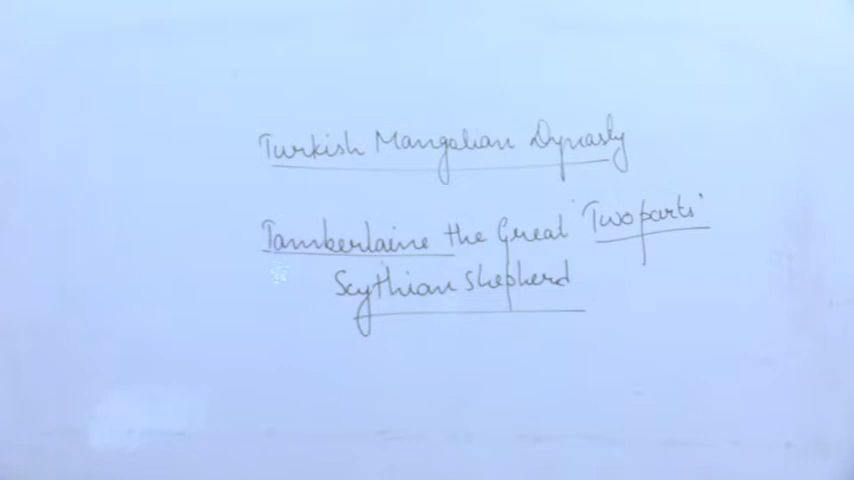 Turkish Mangolian Dynasty
Tamberlaine the Great 'Two parts'
Scythian Shepherd